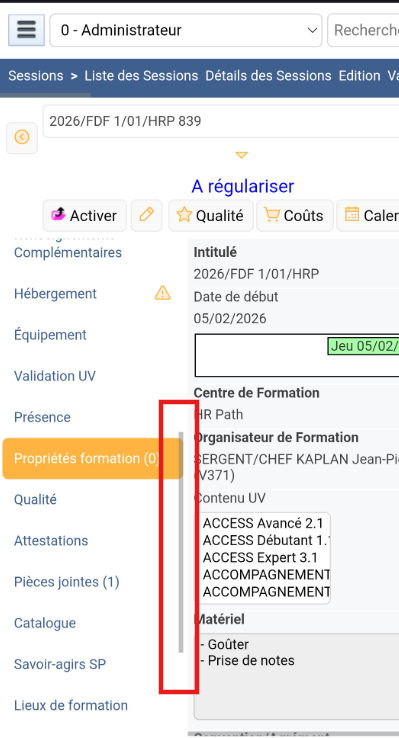 0 - Administrateur
Recherche
Sessions > Liste des Sessions Détails des Sessions Edition Va
2026/FDF 1/01/HRP 839
A régulariser
Activer
Qualité
Coûts
Calen
Complémentaires
Hébergement
Équipement
Validation UV
Présence
Propriétés formation (0)
Qualité
Attestations
Pièces jointes (1)
Catalogue
Savoir-agirs SP
Lieux de formation
Intitulé
2026/FDF 1/01/HRP
Date de début
05/02/2026
Jeu 05/02/
Centre de Formation
HR Path
Organisateur de Formation
SERGENT/CHEF KAPLAN Jean-Pi
(V371)
Contenu UV
ACCESS Avancé 2.1
ACCESS Débutant 1.1
ACCESS Expert 3.1
ACCOMPAGNEMENT
ACCOMPAGNEMENT
Matériel
- Goûter
- Prise de notes